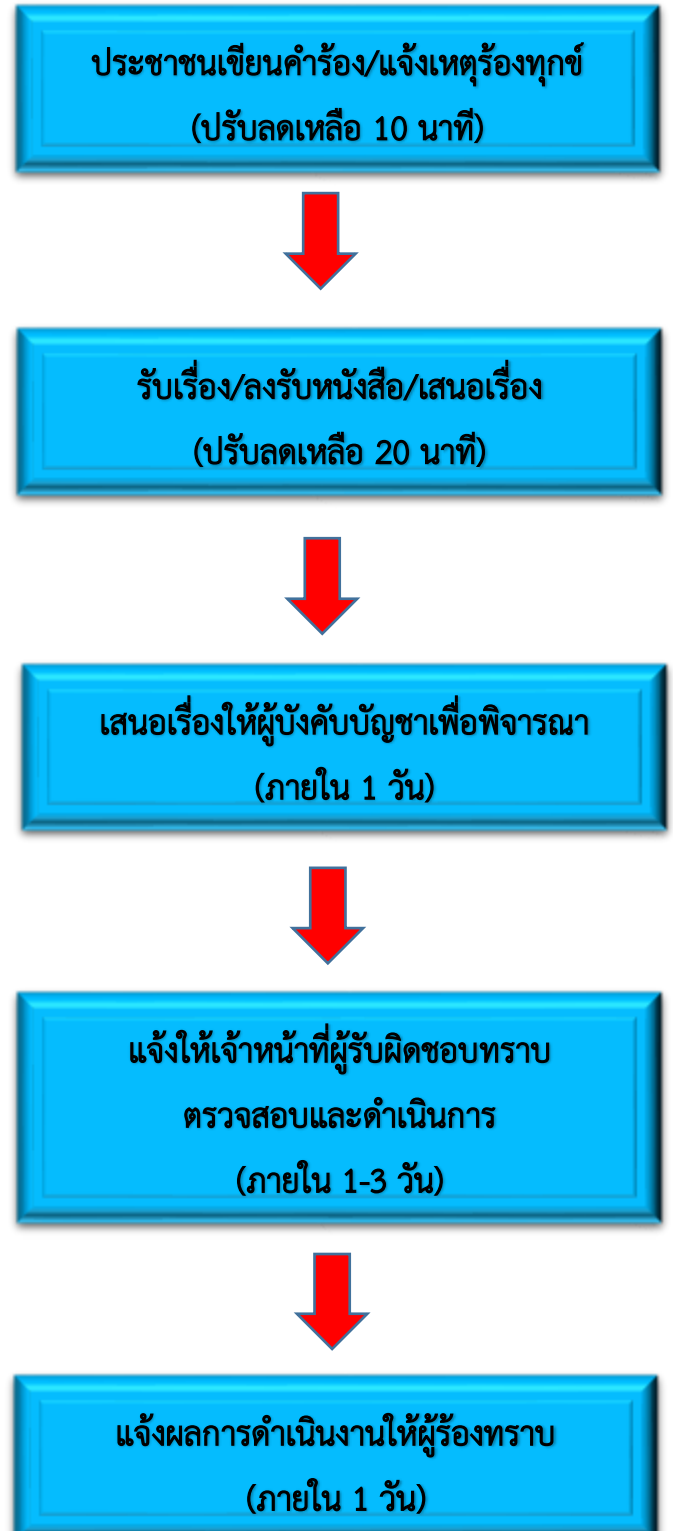 ประชาชนเขียนคำร้อง/แจ้งเหตุร้องทุกข์
(ปรับลดเหลือ 10 นาที)
รับเรื่อง/ลงรับหนังสือ/เสนอเรื่อง
(ปรับลดเหลือ 20 นาที)
เสนอเรื่องให้ผู้บังคับบัญชาเพื่อพิจารณา
(ภายใน 1 วัน)
แจ้งให้เจ้าหน้าที่ผู้รับผิดชอบทราบ
ตรวจสอบและดำเนินการ
(ภายใน 1-3 วัน)
แจ้งผลการดำเนินงานให้ผู้ร้องทราบ
(ภายใน 1 วัน)